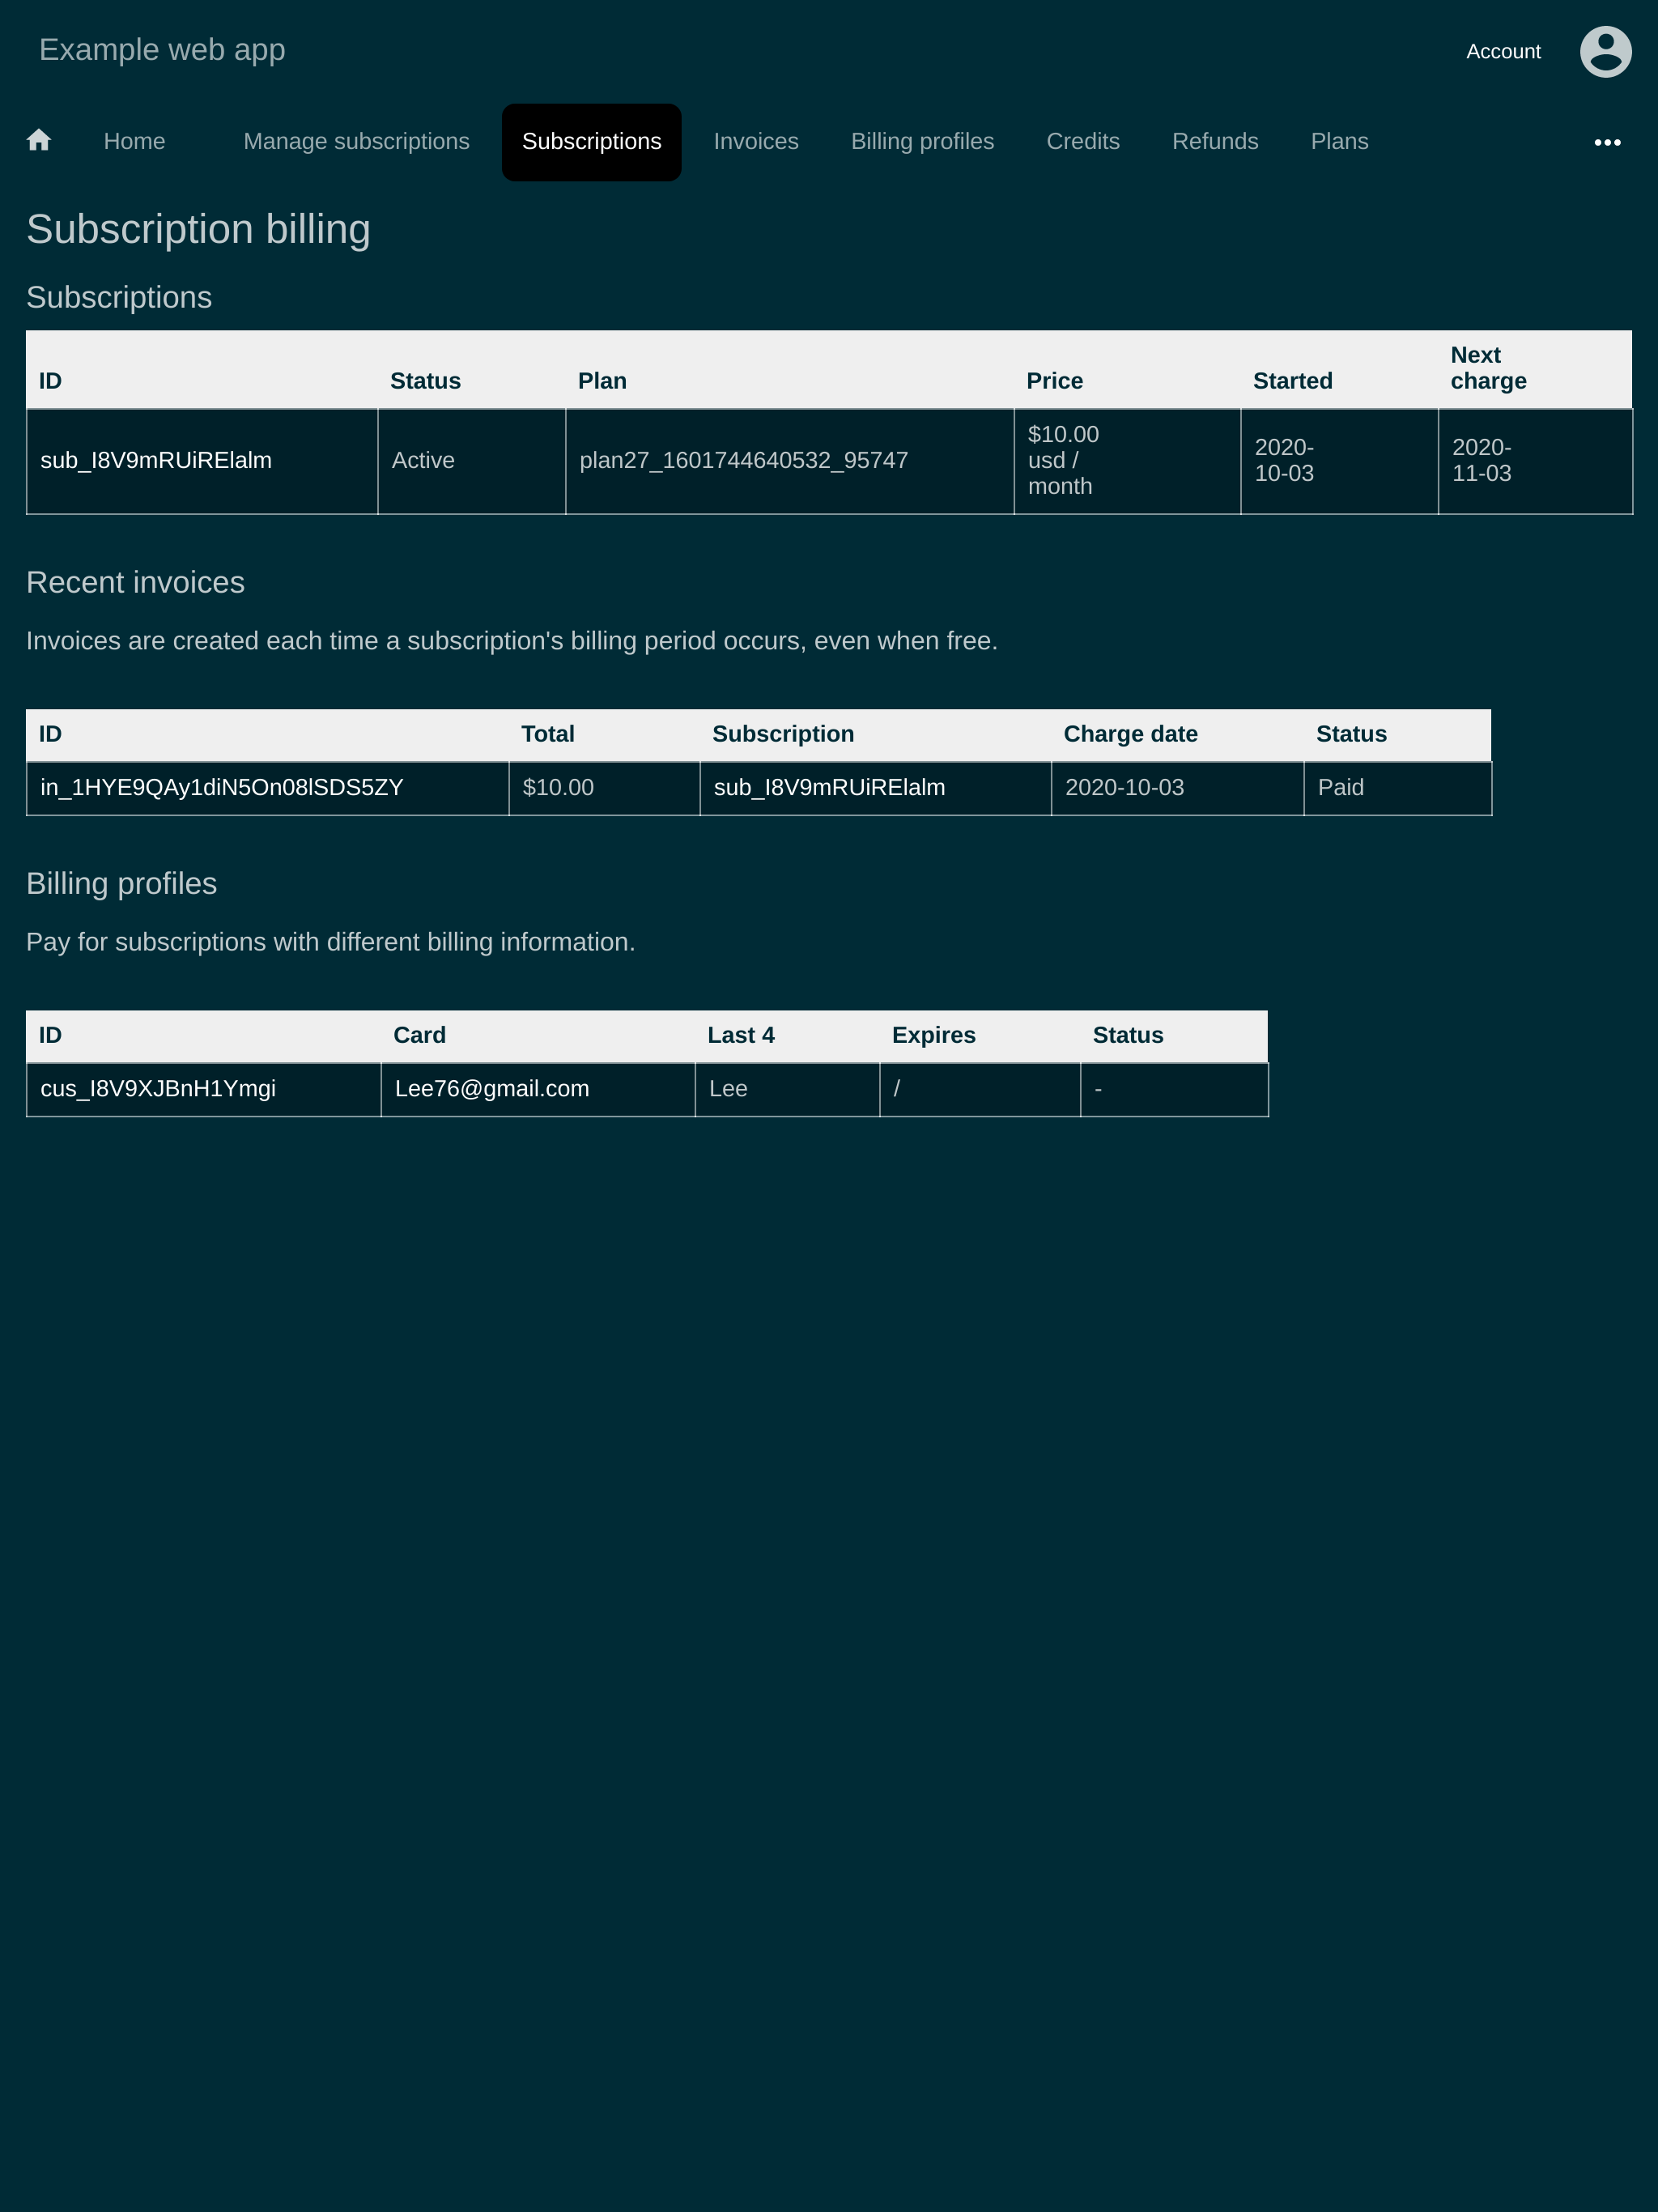 Example web app
Account
Home Manage subscriptions Subscriptions Invoices Billing profiles Credits Refunds Plans
Subscription billing
Subscriptions
ID Status Plan Price Started Next charge
sub_I8V9mRUiRElalm Active plan27_1601744640532_95747 $10.00 usd / month 2020-10-03 2020-11-03
Recent invoices
Invoices are created each time a subscription's billing period occurs, even when free.
ID Total Subscription Charge date Status
in_1HYE9QAy1diN5On08lSDS5ZY $10.00 sub_I8V9mRUiRElalm 2020-10-03 Paid
Billing profiles
Pay for subscriptions with different billing information.
ID Card Last 4 Expires Status
cus_I8V9XJBnH1Ymgi Lee76@gmail.com Lee / -